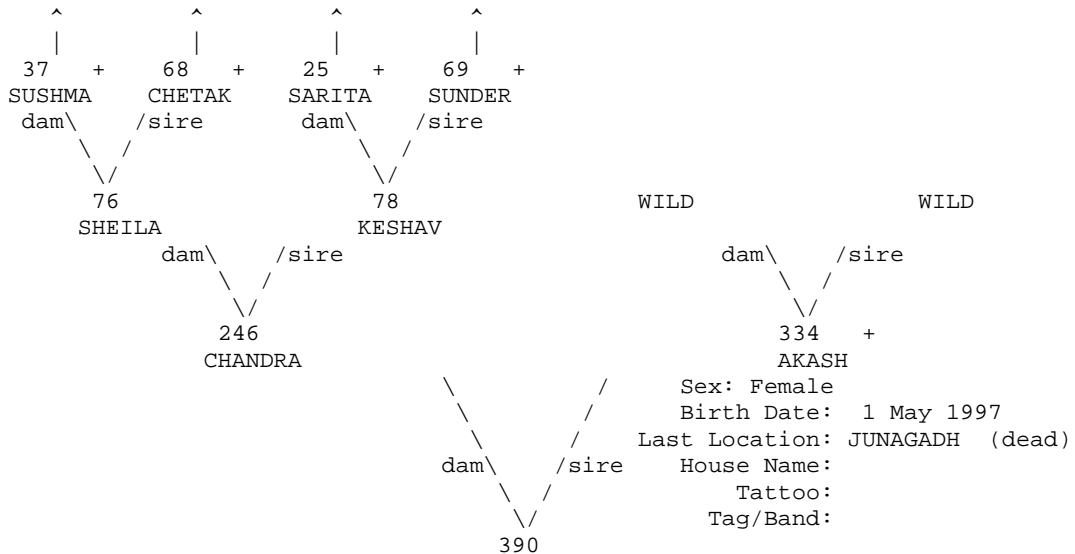 ^ ^ ^ ^
| | | |
37 + 68 + 25 + 69 +
SUSHMA CHETAK SARITA SUNDER
dam\ /sire dam\ /sire
\ / \ /
\/ \/
76 78 WILD WILD
SHEILA KESHAV
dam\ /sire dam\ /sire
\ / \ /
\/ \/
246 334 +
CHANDRA AKASH
\ / Sex: Female
\ / Birth Date: 1 May 1997
\ / Last Location: JUNAGADH (dead)
dam\ /sire House Name:
\ / Tattoo:
\/ Tag/Band:
390